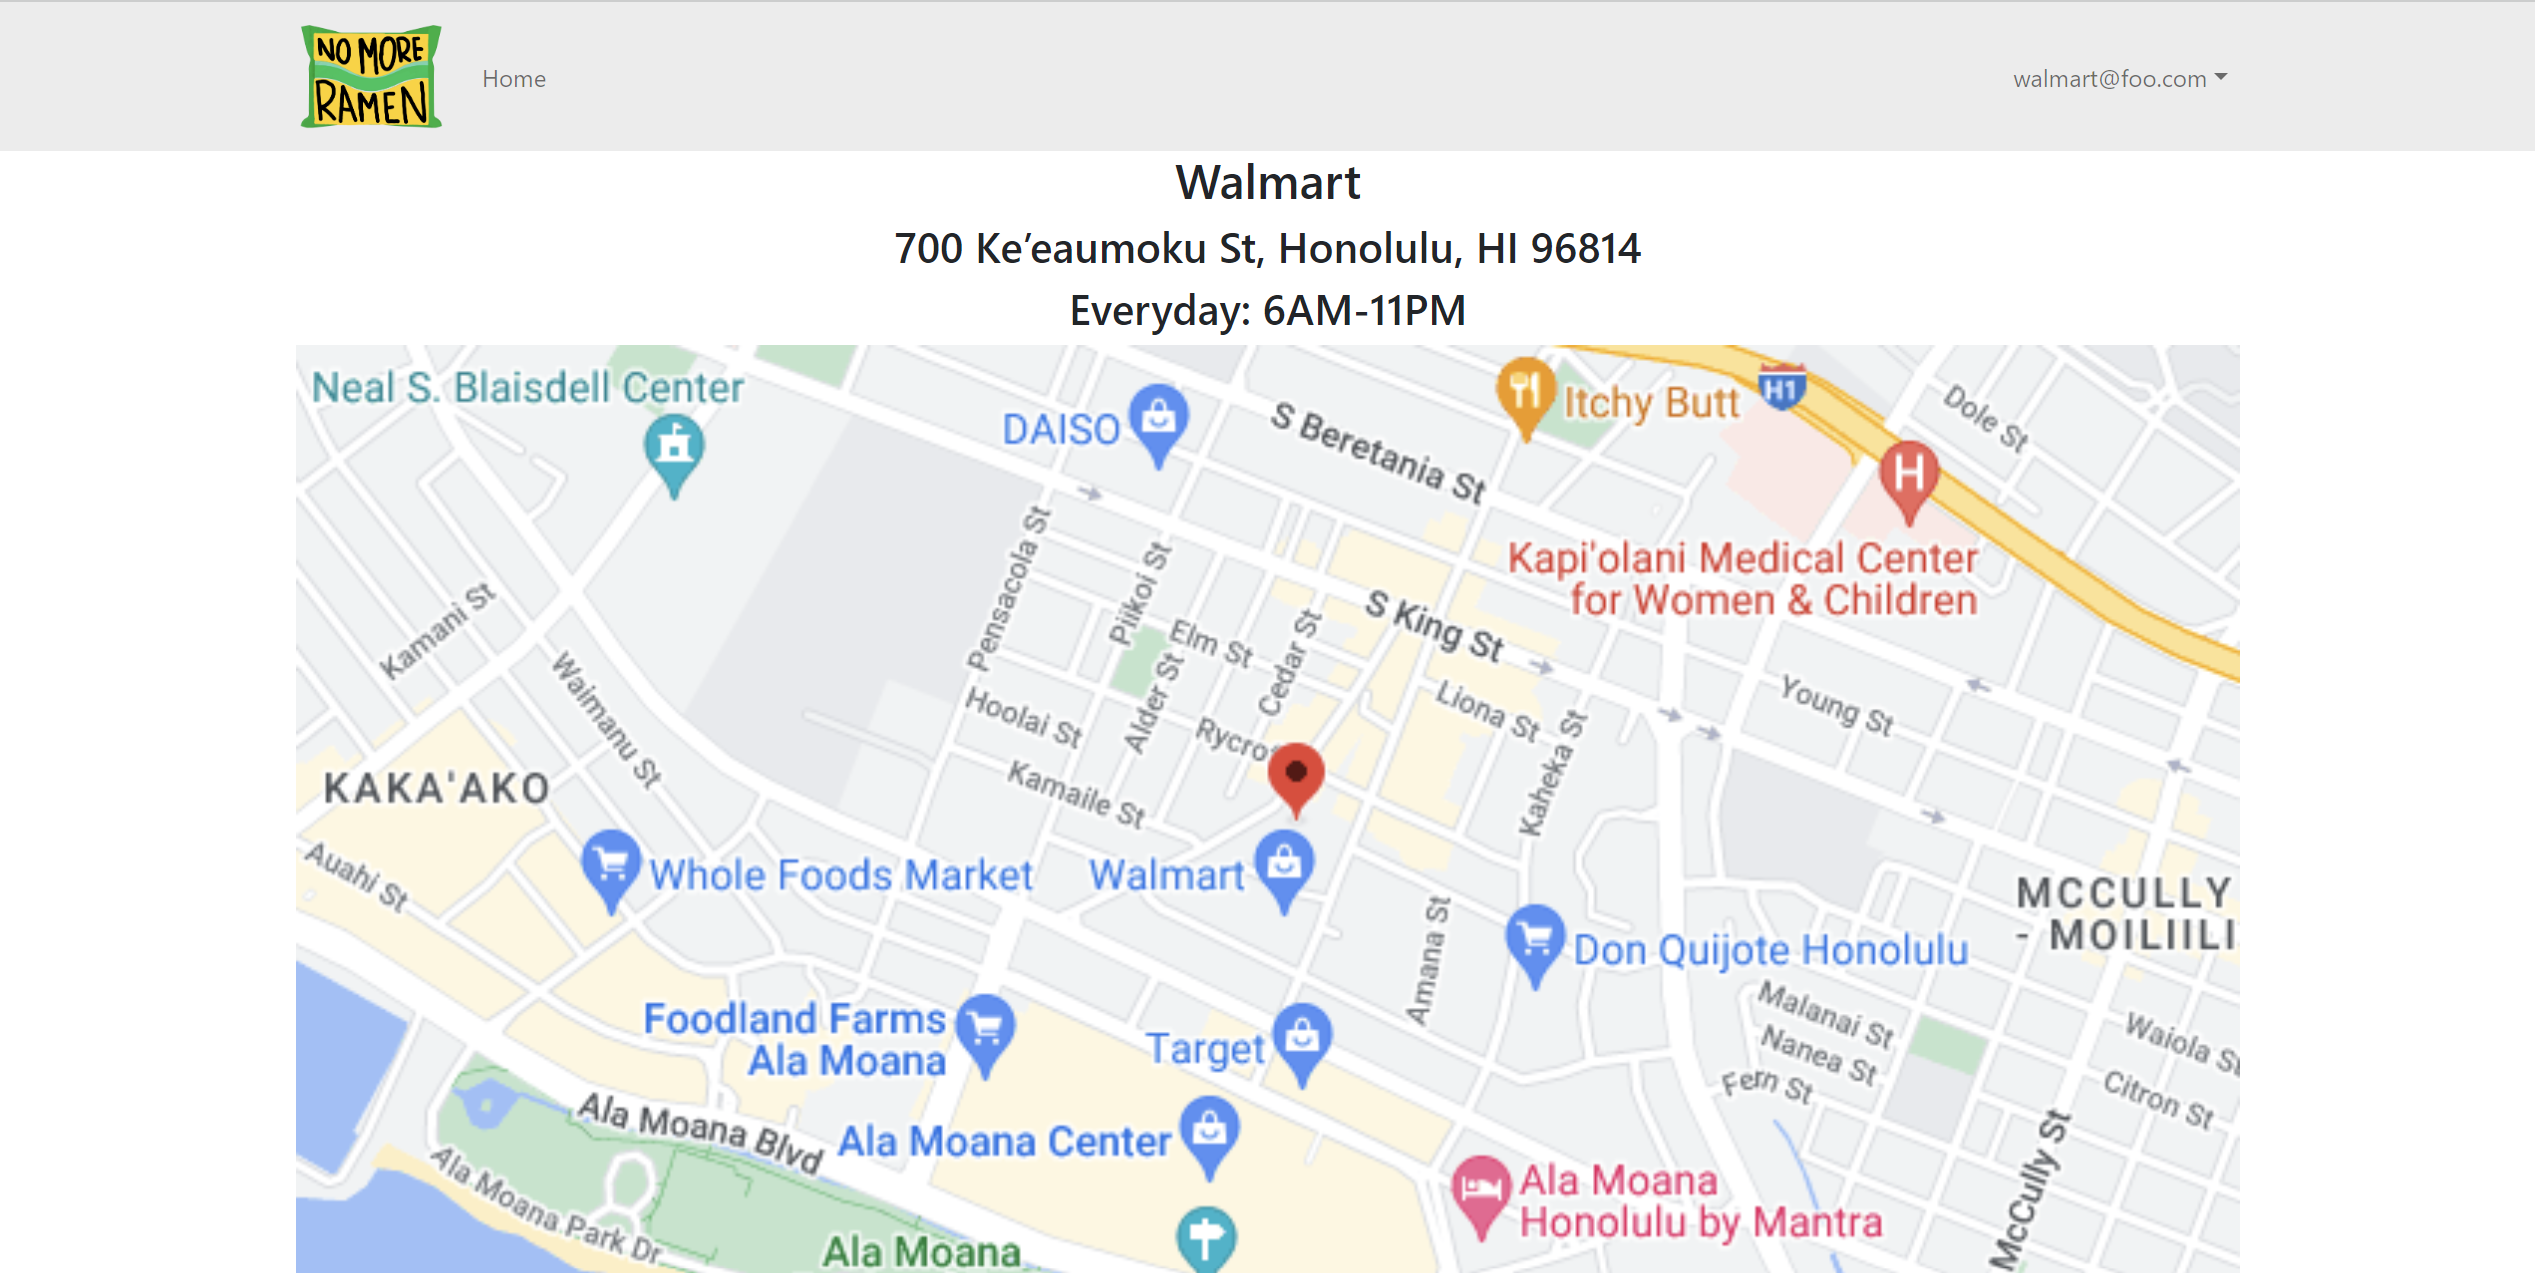 NO MORE
RAMEN
Home
walmart@foo.com
Walmart
700 Ke’eaumoku St, Honolulu, HI 96814
Everyday: 6AM-11PM
Neal S. Blaisdell Center
DAISO
S Beretania St
Itchy Butt
H1
Dole St
H
Kapi'olani Medical Center
for Women & Children
Pensacola St
Piikoi St
Kamani St
Elm St
Cedar St
S King St
Waimanu St
Hoolai St
Alder St
Rycro
Liona St
Kaheka St
Young St
KAKA'AKO
Kamaile St
Auahi St
Whole Foods Market
Walmart
Amana St
Don Quijote Honolulu
MCCULLY
- MOILIILI
Foodland Farms
Ala Moana
Target
Malanai St
Nanea St
Fern St
Waiola St
Citron St
Ala Moana Blvd
Ala Moana Center
Ala Moana Park Dr
Ala Moana
Honolulu by Mantra
McCully St
Ala Moana